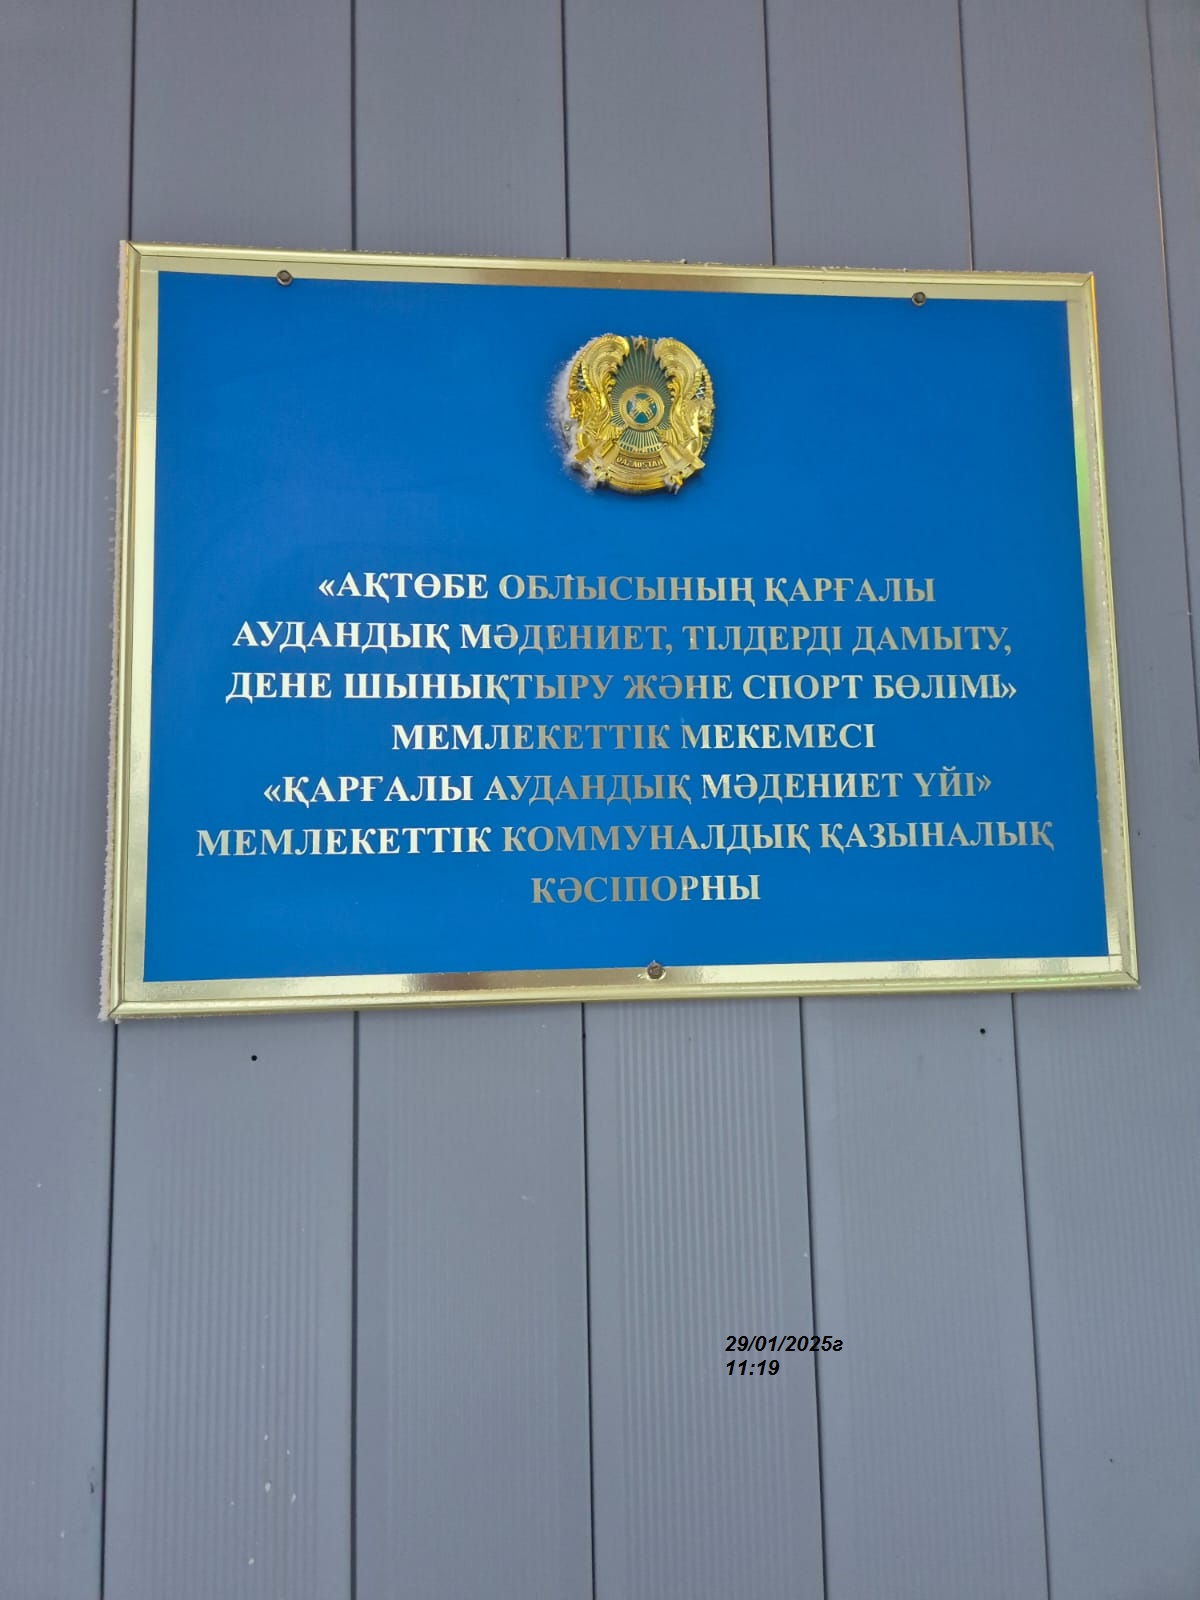 QAZAQSTAN
«АҚТӨБЕ ОБЛЫСЫНЫҢ ҚАРҒАЛЫ
АУДАНДЫҚ МӘДЕНИЕТ, ТІЛДЕРДІ ДАМЫТУ,
ДЕНЕ ШЫНЫҚТЫРУ ЖӘНЕ СПОРТ БӨЛІМІ»
МЕМЛЕКЕТТІК МЕКЕМЕСІ
«ҚАРҒАЛЫ АУДАНДЫҚ МӘДЕНИЕТ ҮЙІ»
МЕМЛЕКЕТТІК КОММУНАЛДЫҚ ҚАЗЫНАЛЫҚ
КӘСІПОРНЫ
29/01/2025г
11:19